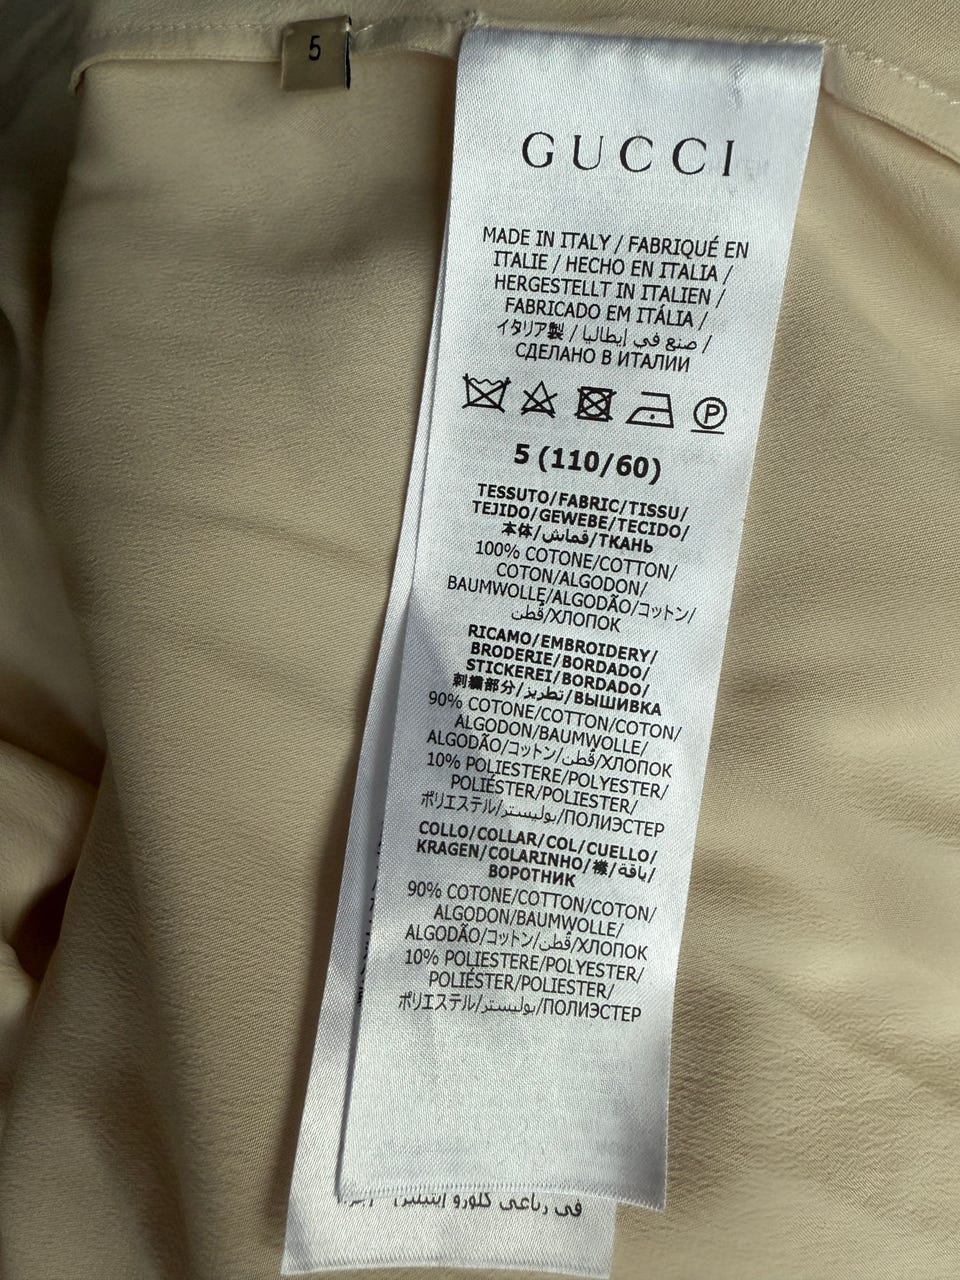 5
GUCCI
MADE IN ITALY / FABRIQUÉ EN
ITALIE / HECHO EN ITALIA /
HERGESTELLT IN ITALIEN /
FABRICADO EM ITÁLIA /
イタリア製 / صنع في إيطاليا /
СДЕЛАНО В ИТАЛИИ
P
5 (110/60)
TESSUTO/FABRIC/TISSU/
TEJIDO/GEWEBE/TECIDO/
本体/قماش/ТКАНЬ
100% COTONE/COTTON/
COTON/ALGODON/
BAUMWOLLE/ALGODÃO/コットン/
قطن/ХЛОПОК
RICAMO/EMBROIDERY/
BRODERIE/BORDADO/
STICKEREI/BORDADO/
刺繍部分/تطريز/ВЫШИВКА
90% COTONE/COTTON/COTON/
ALGODON/BAUMWOLLE/
ALGODÃO/コットン/قطن/ХЛОПОК
10% POLIESTERE/POLYESTER/
POLIÉSTER/POLIESTER/
ポリエステル/بوليستر/ПОЛИЭСТЕР
COLLO/COLLAR/COL/CUELLO/
KRAGEN/COLARINHO/襟/ياقة/
ВОРОТНИК
90% COTONE/COTTON/COTON/
ALGODON/BAUMWOLLE/
ALGODÃO/コットン/قطن/ХЛОПОК
10% POLIESTERE/POLYESTER/
POLIÉSTER/POLIESTER/
ポリエステル/بوليستر/ПОЛИЭСТЕР
في رباعي كلورو إيثيلين